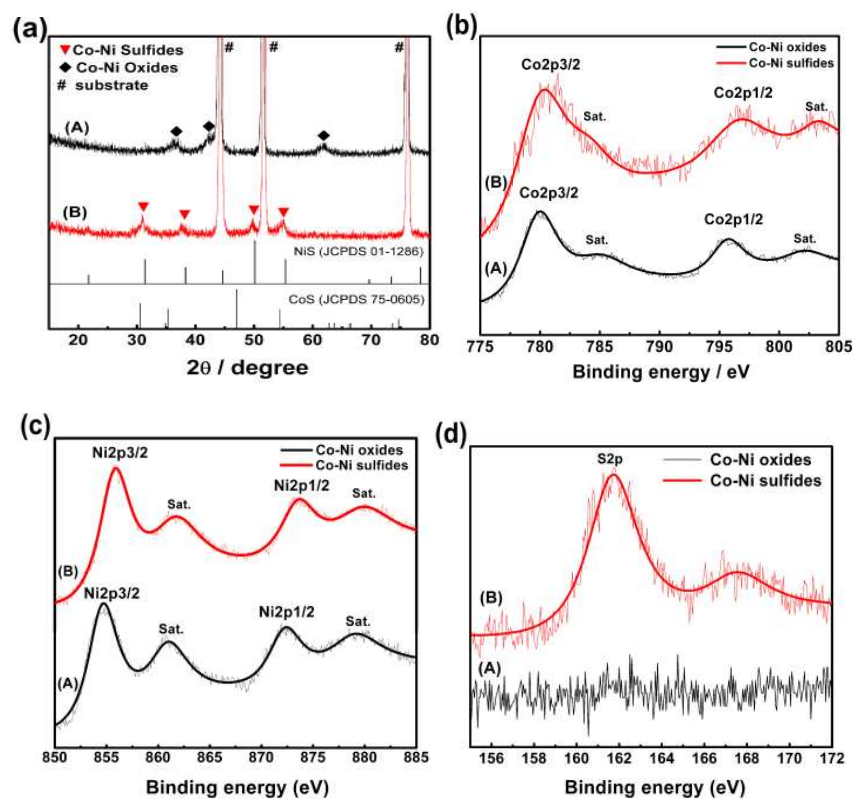 (a)
▼Co-Ni Sulfides
◆ Co-Ni Oxides
# substrate
# # #
(A)
(B)
NiS (JCPDS 01-1286)
CoS (JCPDS 75-0605)
20 30 40 50 60 70 80
2θ / degree
(b)
Co-Ni oxides
Co-Ni sulfides
Co2p3/2
Sat.
Co2p1/2
Sat.
(B)
Co2p3/2
Sat.
Co2p1/2
Sat.
(A)
775 780 785 790 795 800 805
Binding energy / eV
(c)
Co-Ni oxides
Co-Ni sulfides
Ni2p3/2
Sat.
Ni2p1/2
Sat.
(B)
Ni2p3/2
Sat.
Ni2p1/2
Sat.
(A)
850 855 860 865 870 875 880 885
Binding energy (eV)
(d)
S2p
Co-Ni oxides
Co-Ni sulfides
(B)
(A)
156 158 160 162 164 166 168 170 172
Binding energy (eV)